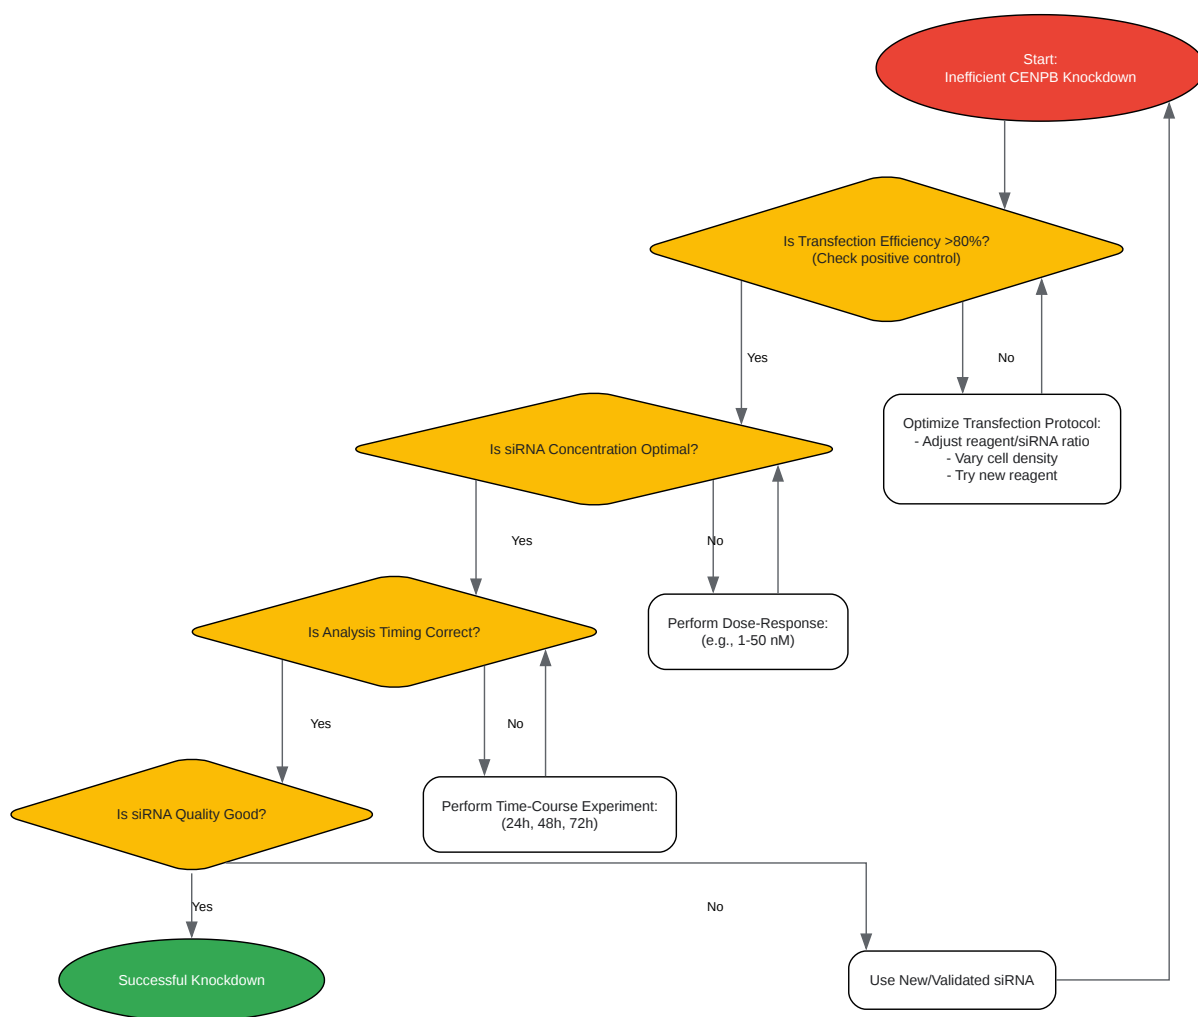 Start:
Inefficient CENPB Knockdown
Is Transfection Efficiency >80%?
(Check positive control)
Yes
No
Optimize Transfection Protocol:
- Adjust reagent/siRNA ratio
- Vary cell density
- Try new reagent
Is siRNA Concentration Optimal?
Yes
No
Perform Dose-Response:
(e.g., 1-50 nM)
Is Analysis Timing Correct?
Yes
No
Perform Time-Course Experiment:
(24h, 48h, 72h)
Is siRNA Quality Good?
Yes
No
Successful Knockdown
Use New/Validated siRNA